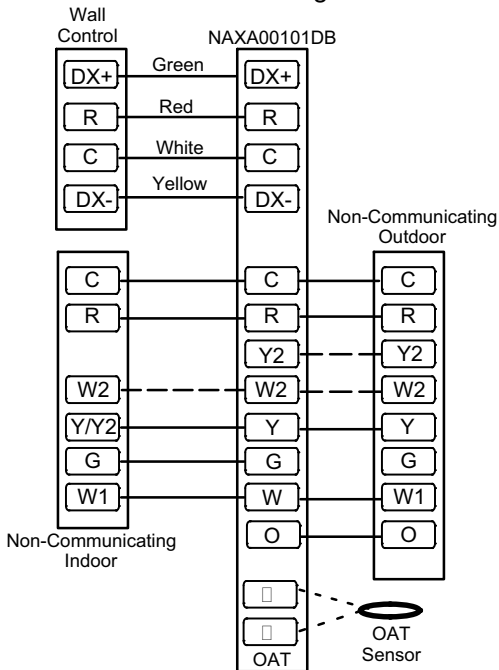 Wall
Control
NAXA00101DB
DX+ Green DX+
R Red R
C White C
DX- Yellow DX-
Non-Communicating
Outdoor
C C C
R R R
Y2 Y2
W2 W2 W2
Y/Y2 Y Y
G G G
W1 W W1
O O
Non-Communicating
Indoor
OAT
OAT
Sensor